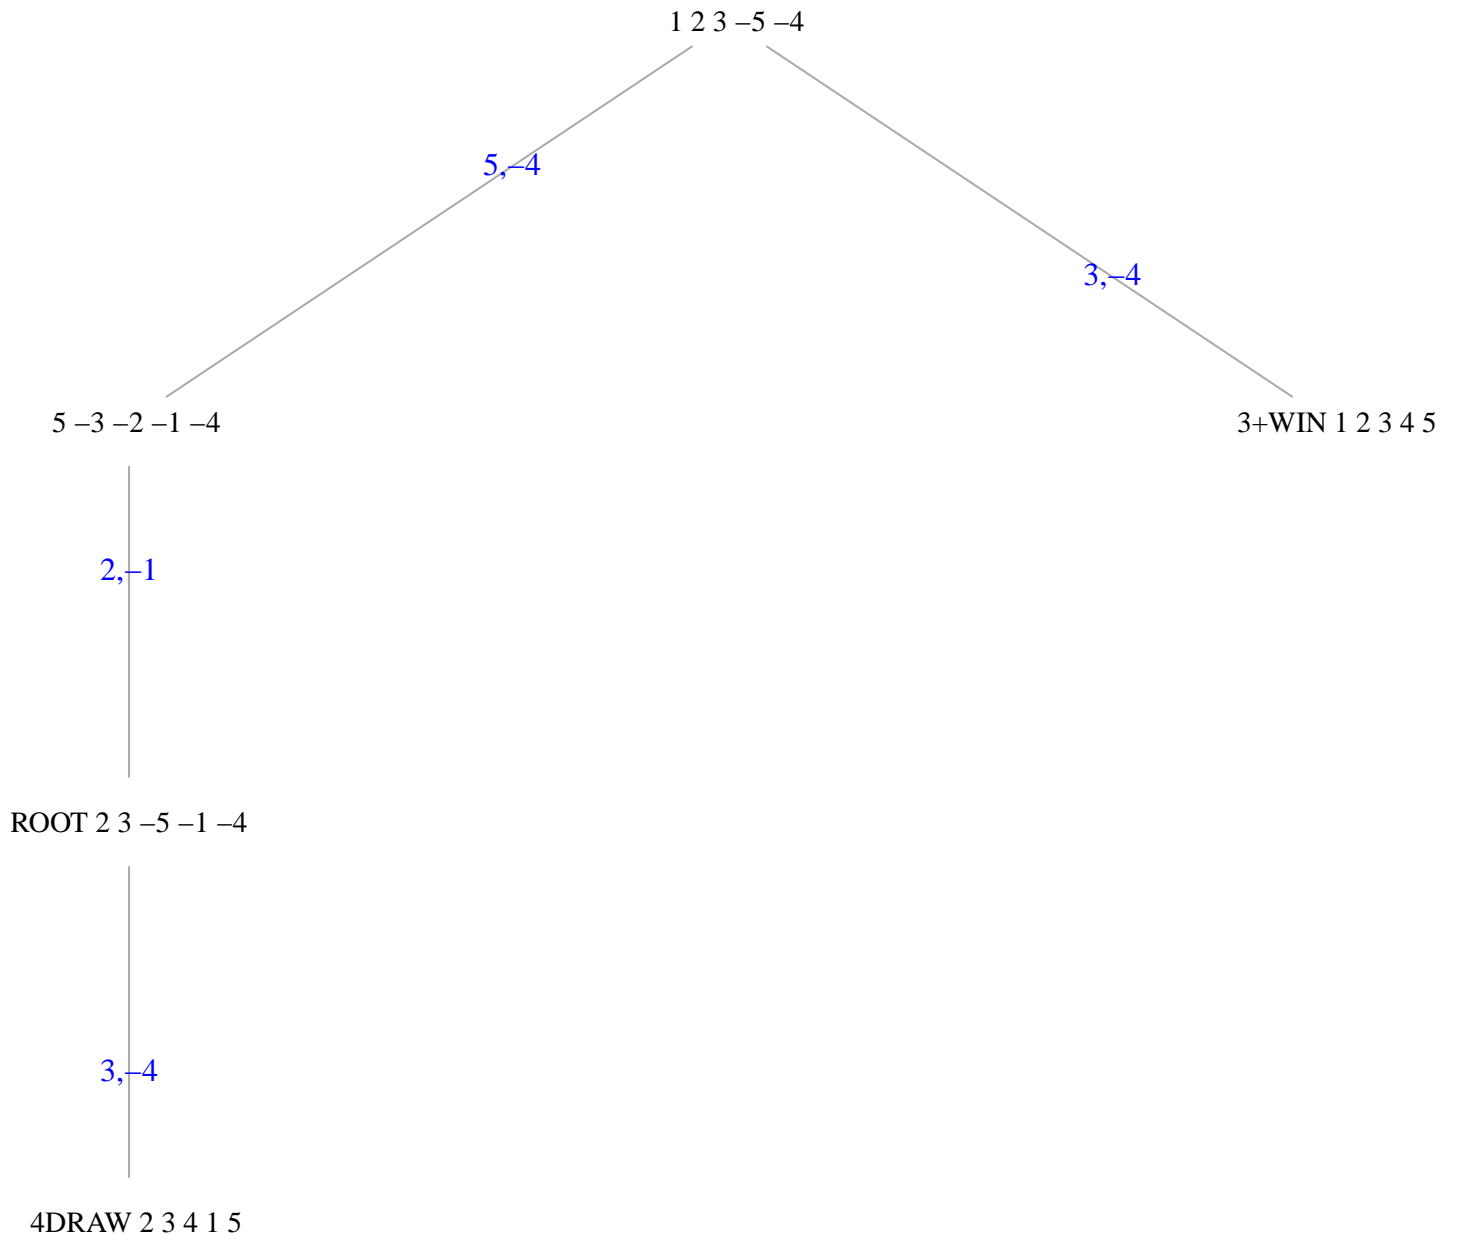 1 2 3 –5 –4
5,–4
3,–4
5 –3 –2 –1 –4
3+WIN 1 2 3 4 5
2,–1
ROOT 2 3 –5 –1 –4
3,–4
4DRAW 2 3 4 1 5